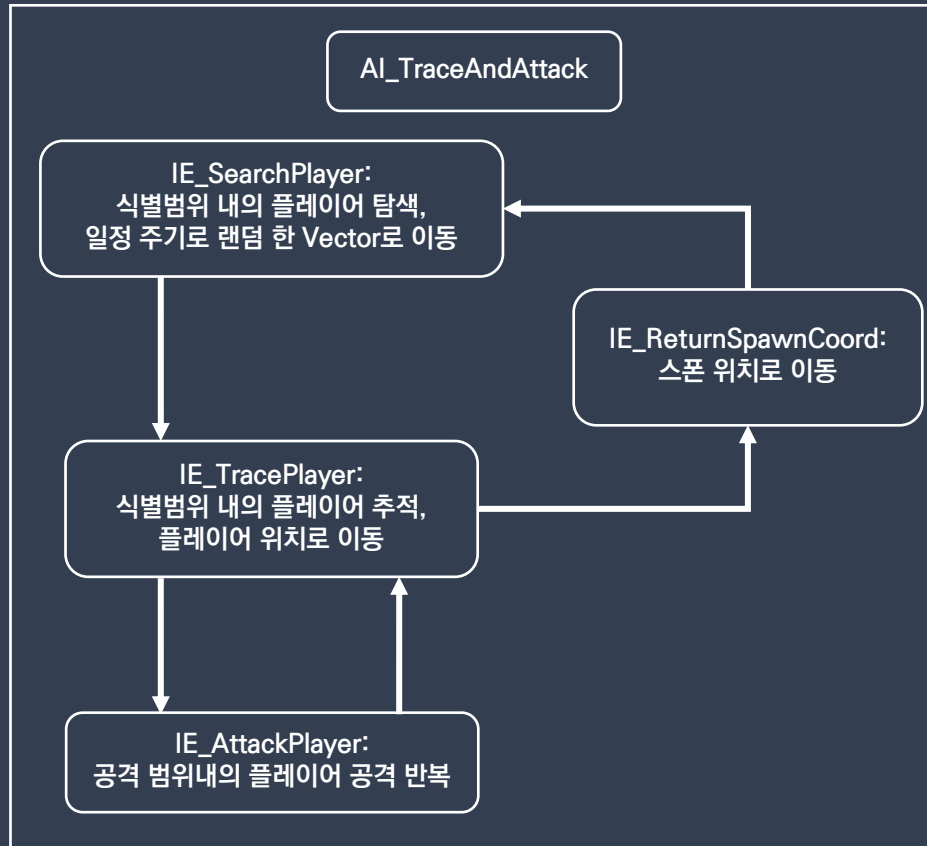 AI_TraceAndAttack
IE_SearchPlayer:
식별범위 내의 플레이어 탐색,
일정 주기로 랜덤 한 Vector로 이동
IE_ReturnSpawnCoord:
스폰 위치로 이동
IE_TracePlayer:
식별범위 내의 플레이어 추적,
플레이어 위치로 이동
IE_AttackPlayer:
공격 범위내의 플레이어 공격 반복